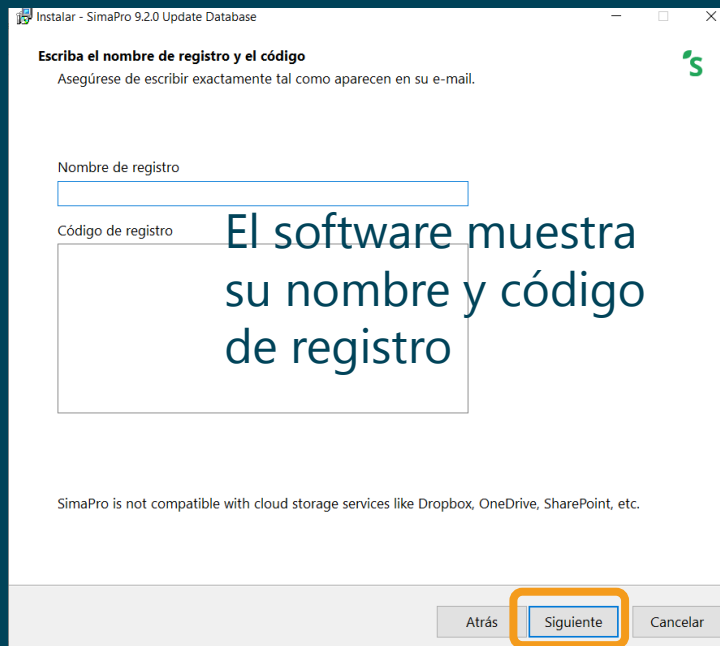 Instalar - SimaPro 9.2.0 Update Database
Escriba el nombre de registro y el código
Asegúrese de escribir exactamente tal como aparecen en su e-mail.
Nombre de registro
Código de registro
El software muestra
su nombre y código
de registro
SimaPro is not compatible with cloud storage services like Dropbox, OneDrive, SharePoint, etc.
Atrás
Siguiente
Cancelar